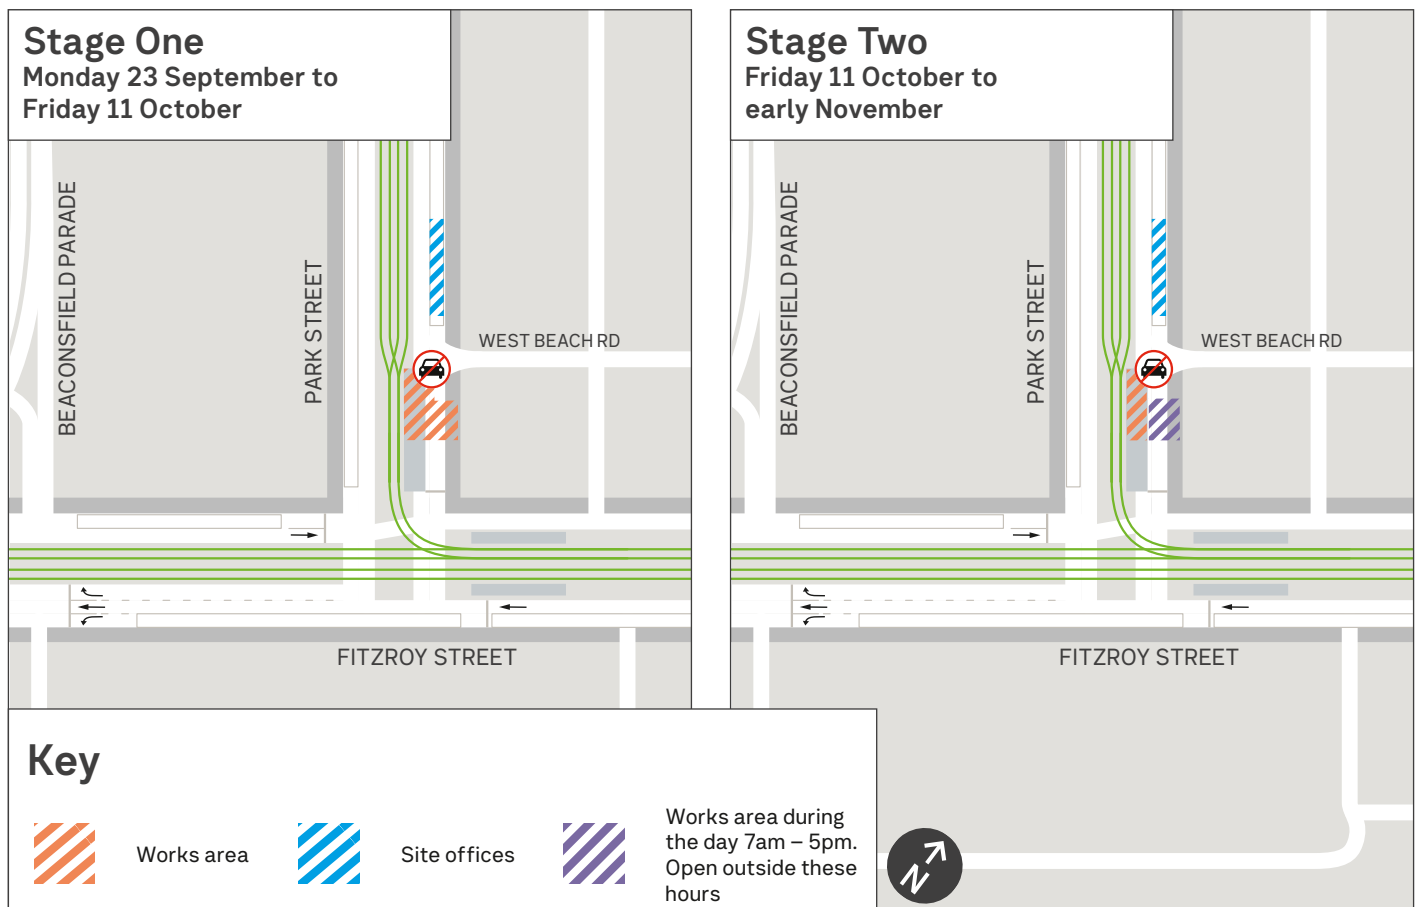 Stage One
Monday 23 September to
Friday 11 October
BEACONSFIELD PARADE
PARK STREET
WEST BEACH RD
FITZROY STREET
Stage Two
Friday 11 October to
early November
BEACONSFIELD PARADE
PARK STREET
WEST BEACH RD
FITZROY STREET
Key
Works area
Site offices
Works area during
the day 7am – 5pm.
Open outside these
hours
N